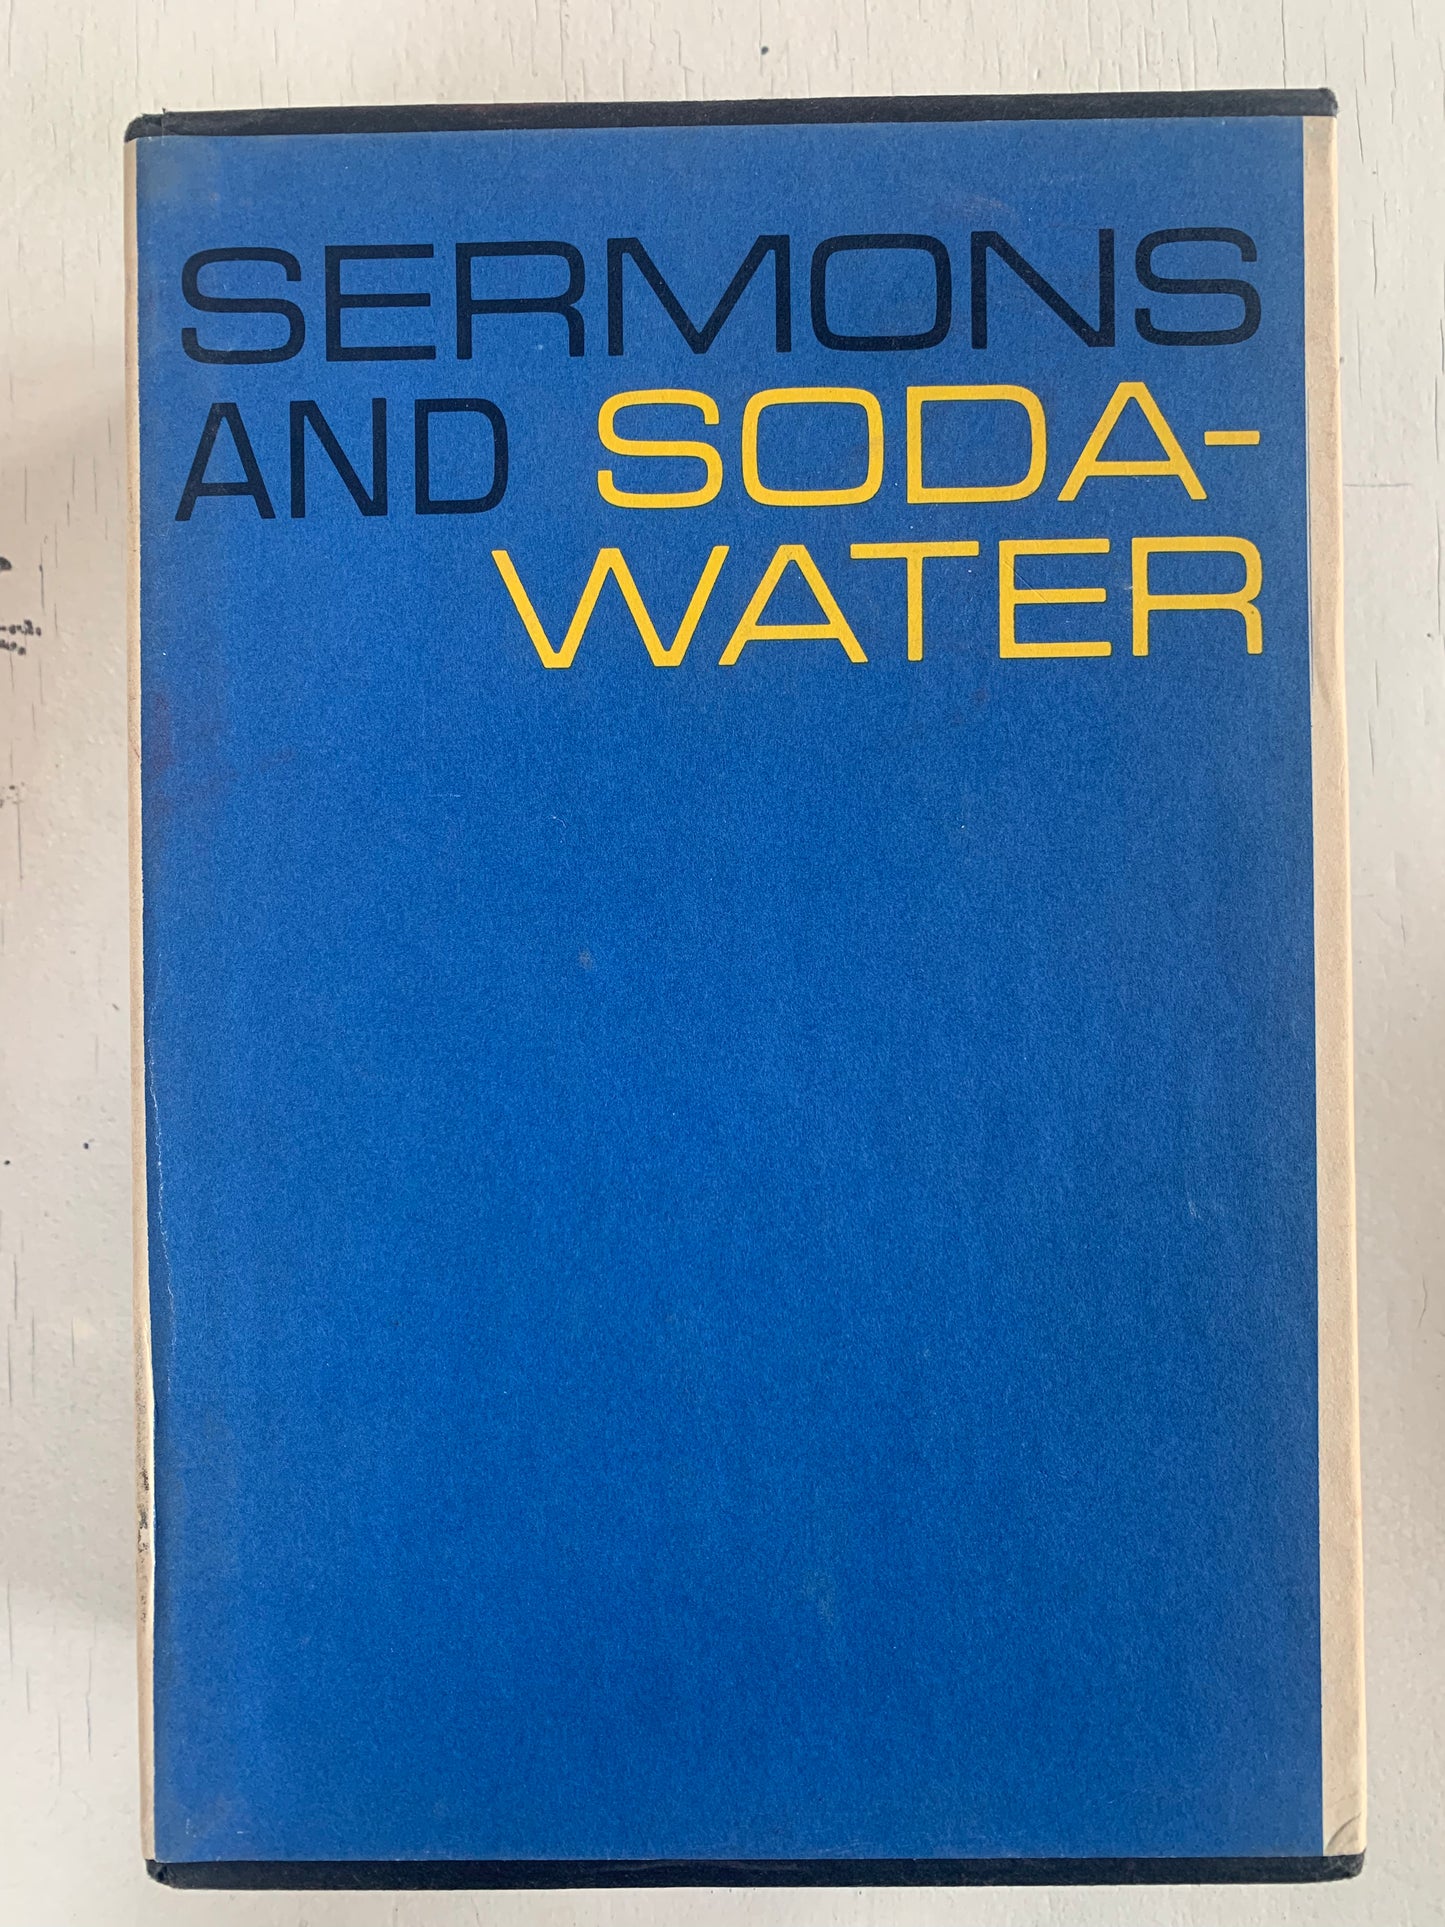 SERMONS
AND SODA-
WATER